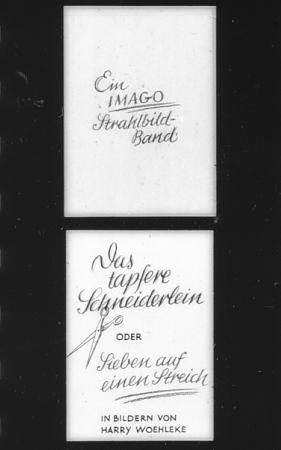 Ein
IMAGO
Strahlbild-
Band
Das
tapfere
Schneiderlein
ODER
Sieben auf
einen Streich
IN BILDERN VON
HARRY WOEHLEKE